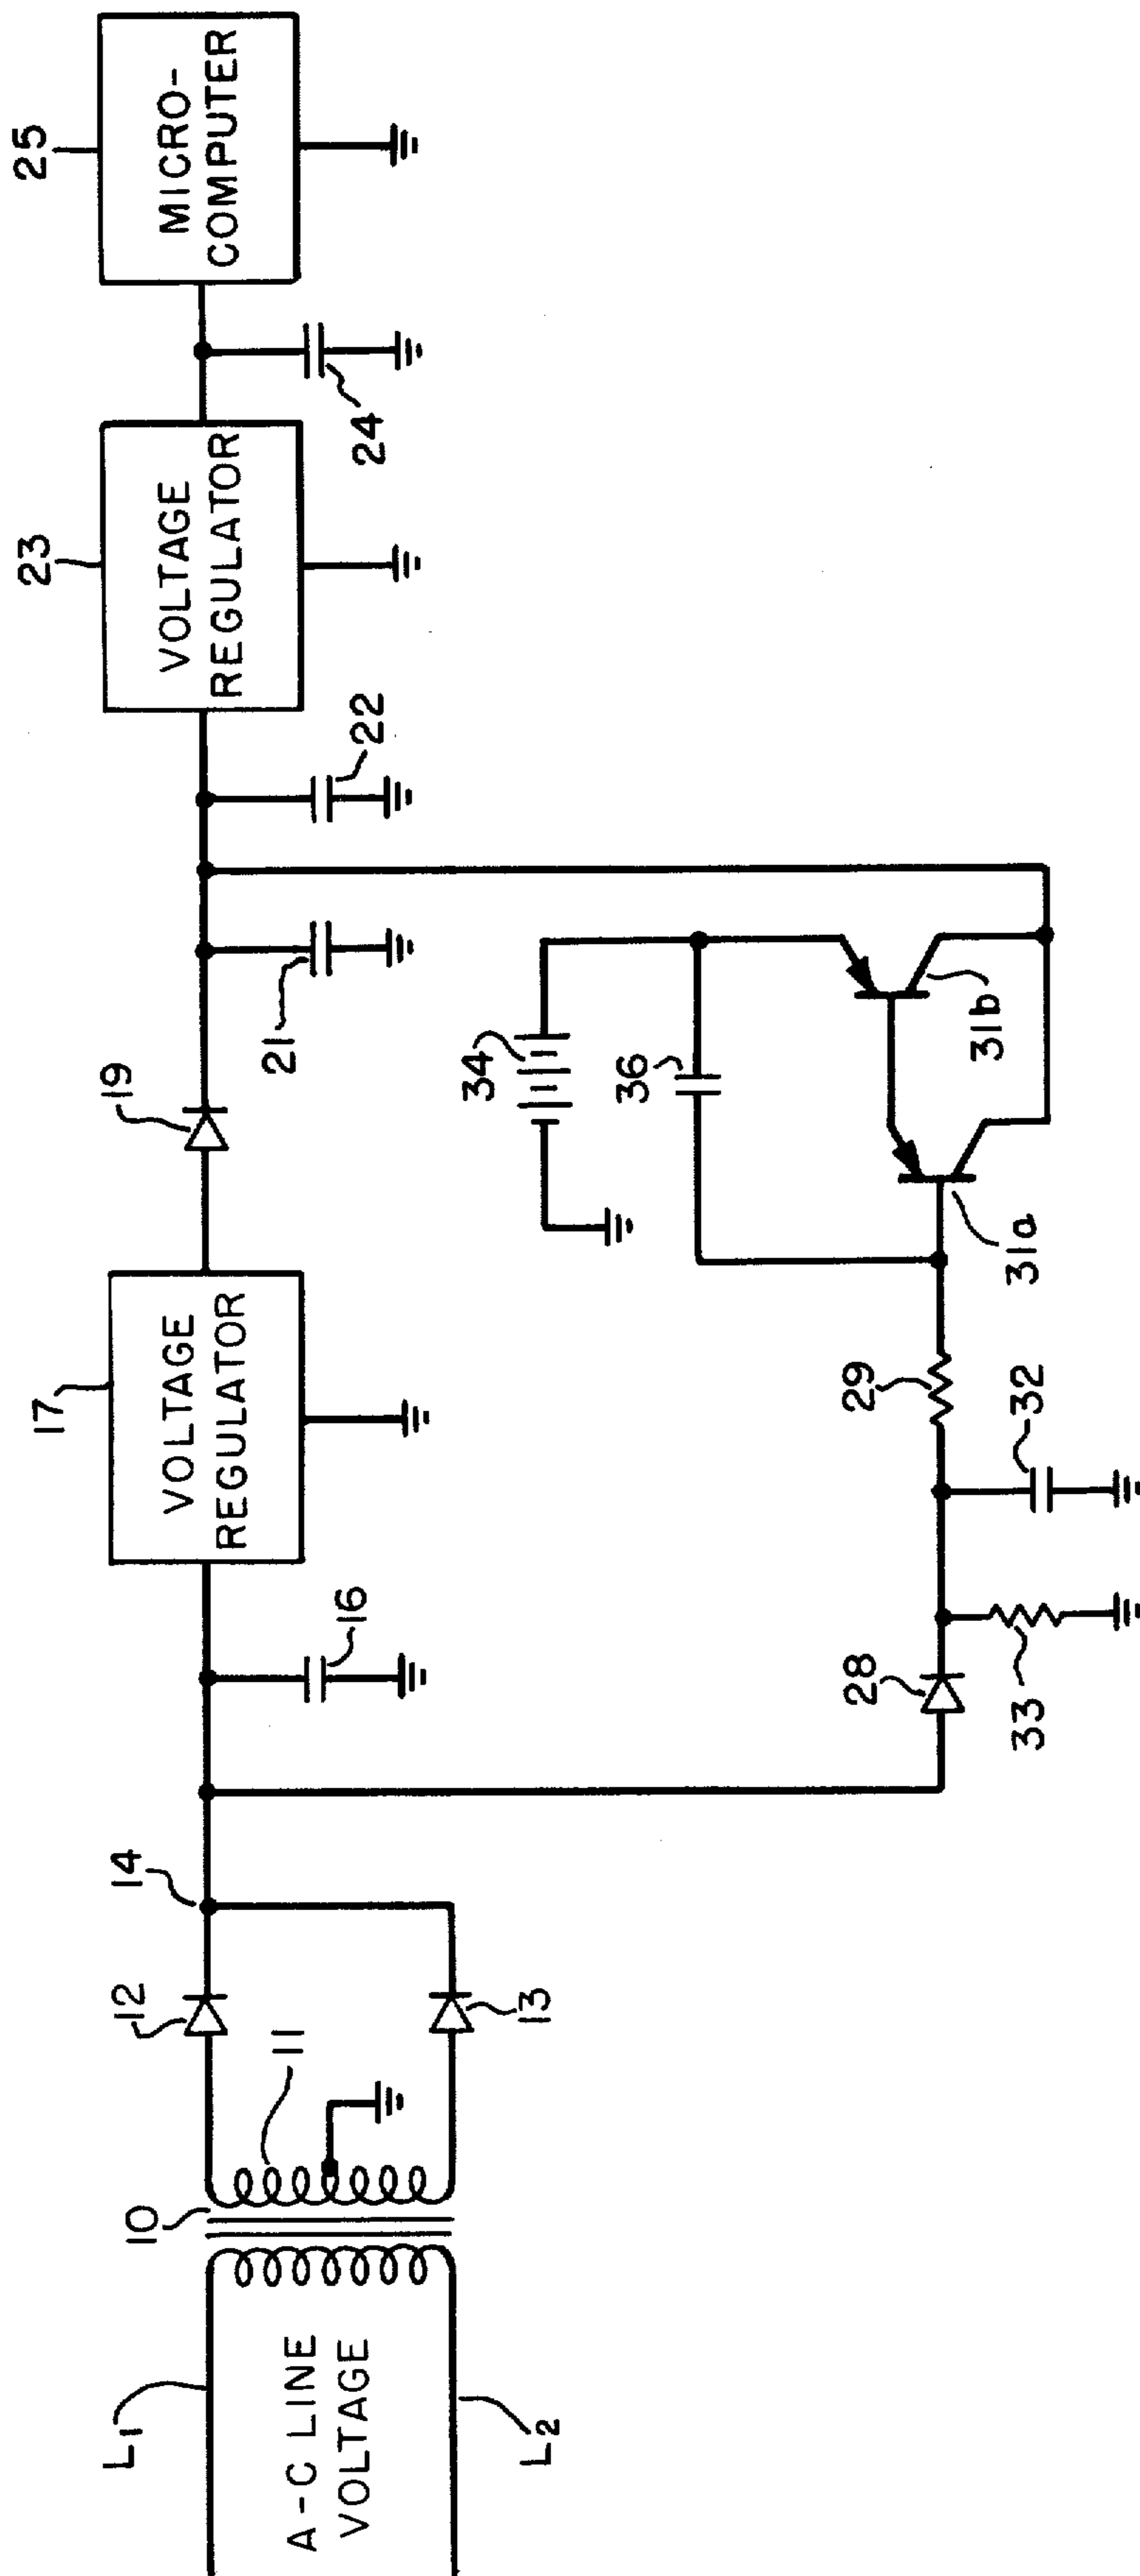 L1
A-C LINE
VOLTAGE
L2
10
11
12
13
14
16
17
VOLTAGE
REGULATOR
19
21
22
23
VOLTAGE
REGULATOR
24
25
MICRO-
COMPUTER
28
33
32
29
31a
31b
34
36